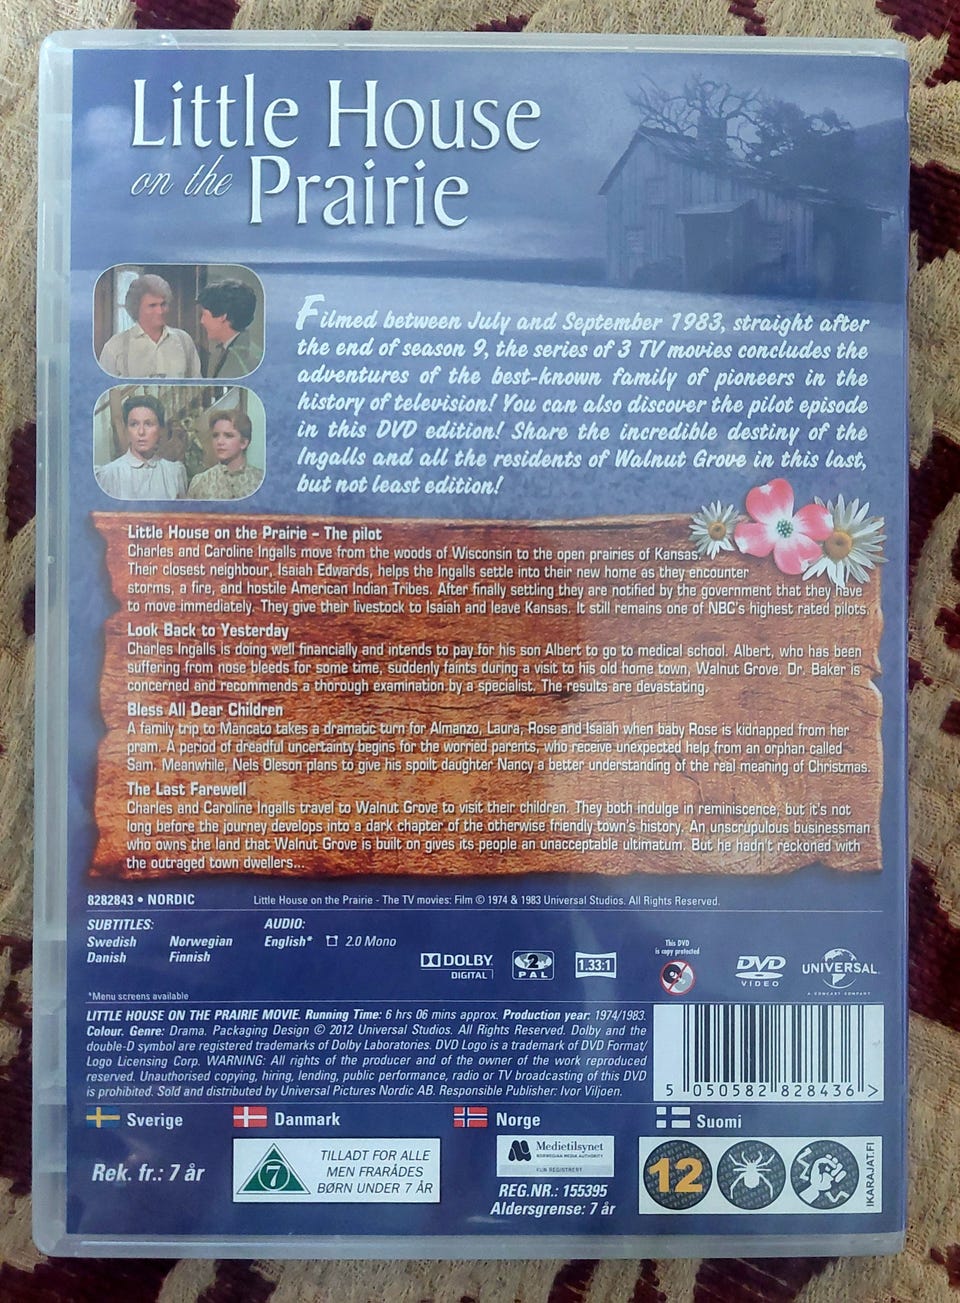 Little House
on the Prairie
Filmed between July and September 1983, straight after
the end of season 9, the series of 3 TV movies concludes the
adventures of the best-known family of pioneers in the
history of television! You can also discover the pilot episode
in this DVD edition! Share the incredible destiny of the
Ingalls and all the residents of Walnut Grove in this last,
but not least edition!
Little House on the Prairie - The pilot
Charles and Caroline Ingalls move from the woods of Wisconsin to the open prairies of Kansas.
Their closest neighbour, Isaiah Edwards, helps the Ingalls settle into their new home as they encounter
storms, a fire, and hostile American Indian Tribes. After finally settling they are notified by the government that they have
to move immediately. They give their livestock to Isaiah and leave Kansas. It still remains one of NBC's highest rated pilots.
Look Back to Yesterday
Charles Ingalls is doing well financially and intends to pay for his son Albert to go to medical school. Albert, who has been
suffering from nose bleeds for some time, suddenly faints during a visit to his old home town, Walnut Grove. Dr. Baker is
concerned and recommends a thorough examination by a specialist. The results are devastating.
Bless All Dear Children
A family trip to Mancato takes a dramatic turn for Almanzo, Laura, Rose and Isaiah when baby Rose is kidnapped from her
pram. A period of dreadful uncertainty begins for the worried parents, who receive unexpected help from an orphan called
Sam. Meanwhile, Nels Oleson plans to give his spoilt daughter Nancy a better understanding of the real meaning of Christmas.
The Last Farewell
Charles and Caroline Ingalls travel to Walnut Grove to visit their children. They both indulge in reminiscence, but it's not
long before the journey develops into a dark chapter of the otherwise friendly town's history. An unscrupulous businessman
who owns the land that Walnut Grove is built on gives its people an unacceptable ultimatum. But he hadn't reckoned with
the outraged town dwellers...
8282843 • NORDIC Little House on the Prairie - The TV movies: Film © 1974 & 1983 Universal Studios. All Rights Reserved.
SUBTITLES: AUDIO:
Swedish Norwegian English* 2.0 Mono
Danish Finnish
This DVD
is copy protected
DOLBY
DIGITAL
2
PAL
1.33:1
DVD
VIDEO
UNIVERSAL
A COMCAST COMPANY
*Menu screens available
LITTLE HOUSE ON THE PRAIRIE MOVIE. Running Time: 6 hrs 06 mins approx. Production year: 1974/1983.
Colour. Genre: Drama. Packaging Design © 2012 Universal Studios. All Rights Reserved. Dolby and the
double-D symbol are registered trademarks of Dolby Laboratories. DVD Logo is a trademark of DVD Format/
Logo Licensing Corp. WARNING: All rights of the producer and of the owner of the work reproduced
reserved. Unauthorised copying, hiring, lending, public performance, radio or TV broadcasting of this DVD
is prohibited. Sold and distributed by Universal Pictures Nordic AB. Responsible Publisher: Ivor Viljoen.
5 050582 828436 >
Sverige Danmark Norge Suomi
Rek. fr.: 7 år
7
TILLADT FOR ALLE
MEN FRARÅDES
BØRN UNDER 7 ÅR
Medietilsynet
NORWEGIAN MEDIA AUTHORITY
KUN REGISTRERT
REG.NR.: 155395
Aldersgrense: 7 år
12
IKARAJAT.FI